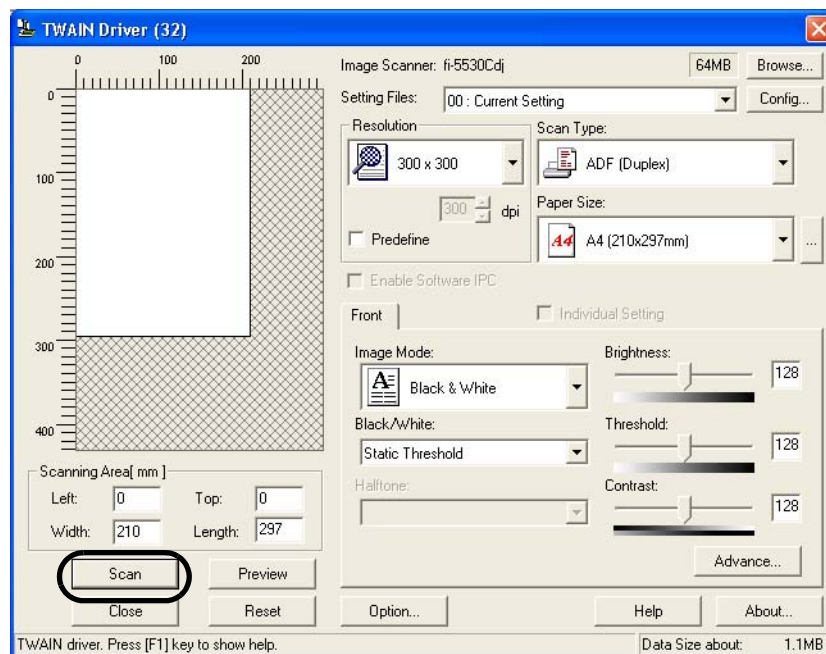 TWAIN Driver (32)
0 100 200
0
100
200
300
400
Image Scanner: fi-5530Cdj 64MB Browse...
Setting Files: 00 : Current Setting Config...
Resolution
300 x 300
300 dpi
Predefine
Scan Type:
ADF (Duplex)
Paper Size:
A4 A4 (210x297mm) ...
Enable Software IPC
Front Individual Setting
Image Mode:
A Black & White
Black/White:
Static Threshold
Halftone:
Brightness:
128
Threshold:
128
Contrast:
128
Advance...
Scanning Area[ mm ]
Left: 0 Top: 0
Width: 210 Length: 297
Scan Preview
Close Reset Option... Help About...
TWAIN driver. Press [F1] key to show help. Data Size about: 1.1MB